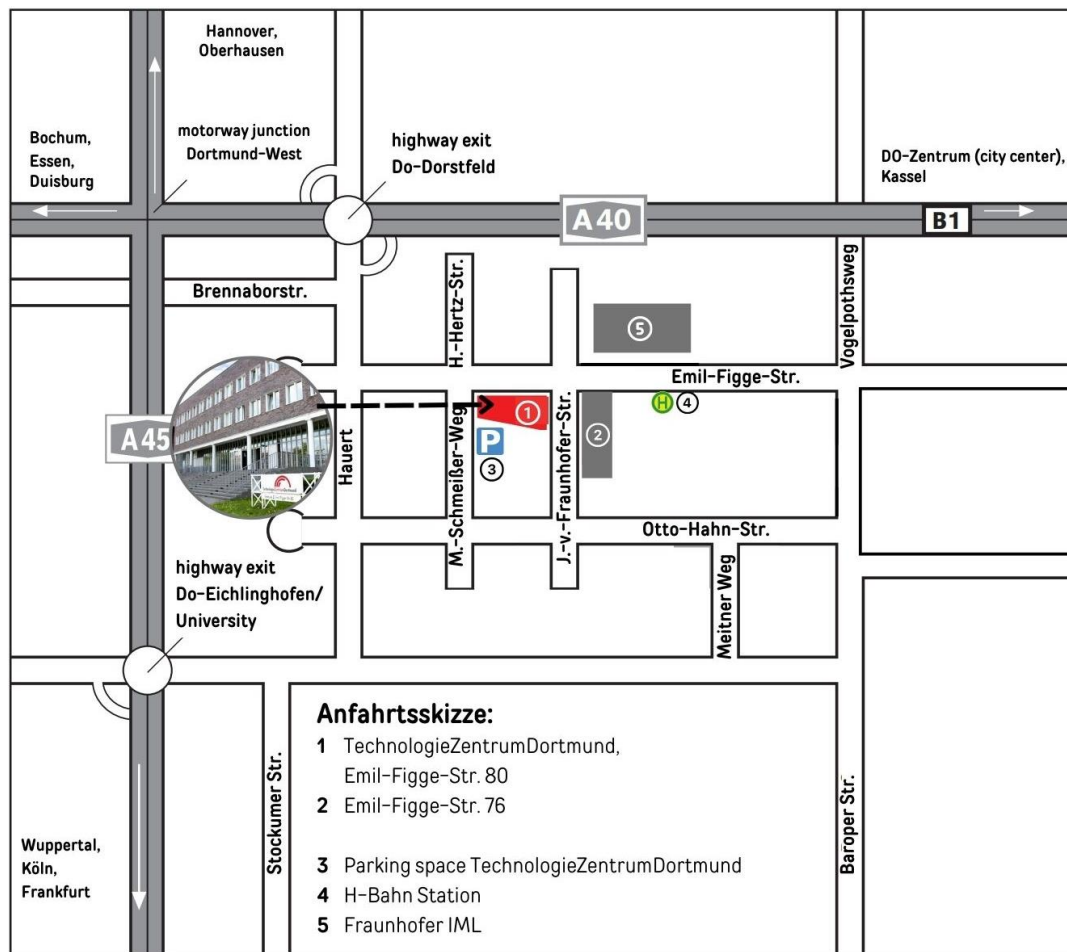 Hannover,
Oberhausen
Bochum,
Essen,
Duisburg
motorway junction
Dortmund-West
highway exit
Do-Dorstfeld
DO-Zentrum (city center),
Kassel
A40
B1
Brennaborstr.
H.-Hertz-Str.
Vogelpothsweg
5
Emil-Figge-Str.
1
H
4
2
P
3
A45
Hauert
M.-Schmeißer-Weg
J.-v.-Fraunhofer-Str.
Otto-Hahn-Str.
Meitner Weg
highway exit
Do-Eichlinghofen/
University
Stockumer Str.
Baroper Str.
Wuppertal,
Köln,
Frankfurt
Anfahrtsskizze:
1 TechnologieZentrumDortmund,
Emil-Figge-Str. 80
2 Emil-Figge-Str. 76
3 Parking space TechnologieZentrumDortmund
4 H-Bahn Station
5 Fraunhofer IML